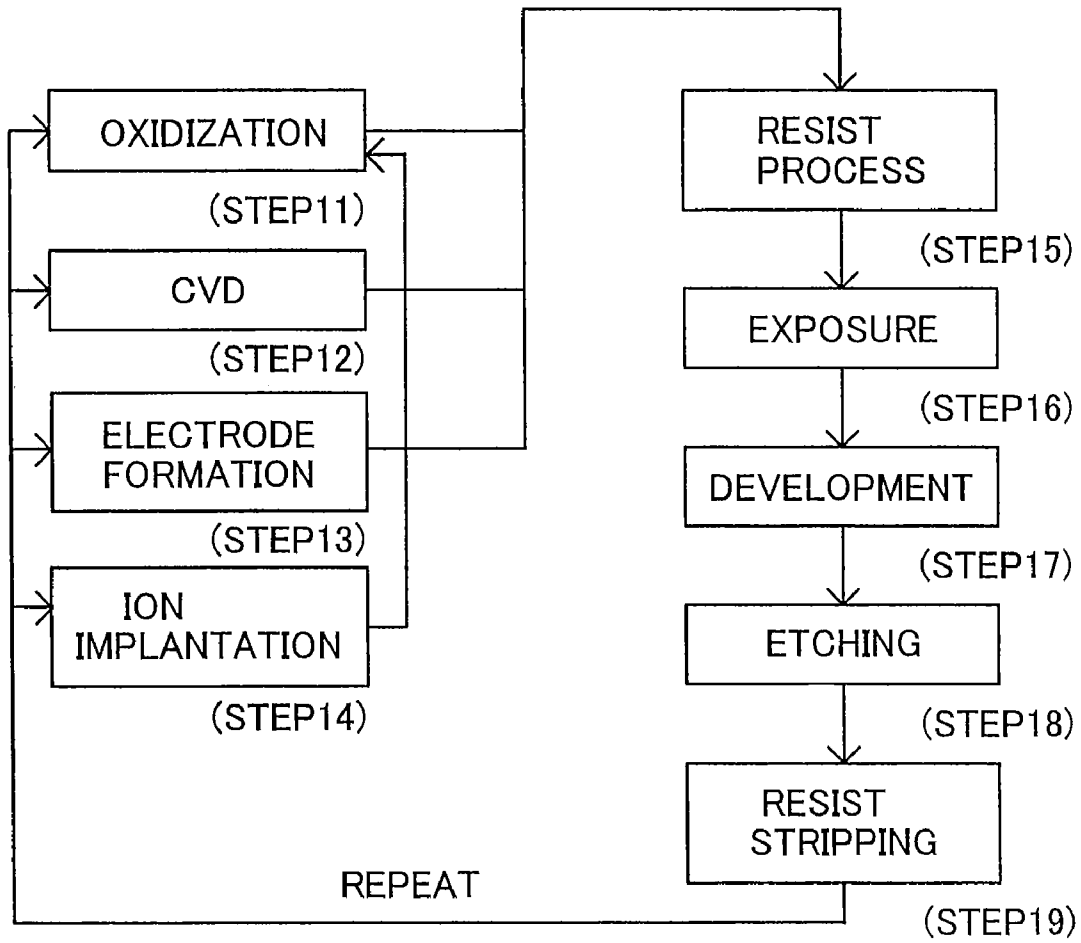 OXIDIZATION
(STEP11)
CVD
(STEP12)
ELECTRODE
FORMATION
(STEP13)
ION
IMPLANTATION
(STEP14)
RESIST
PROCESS
(STEP15)
EXPOSURE
(STEP16)
DEVELOPMENT
(STEP17)
ETCHING
(STEP18)
RESIST
STRIPPING
(STEP19)
REPEAT